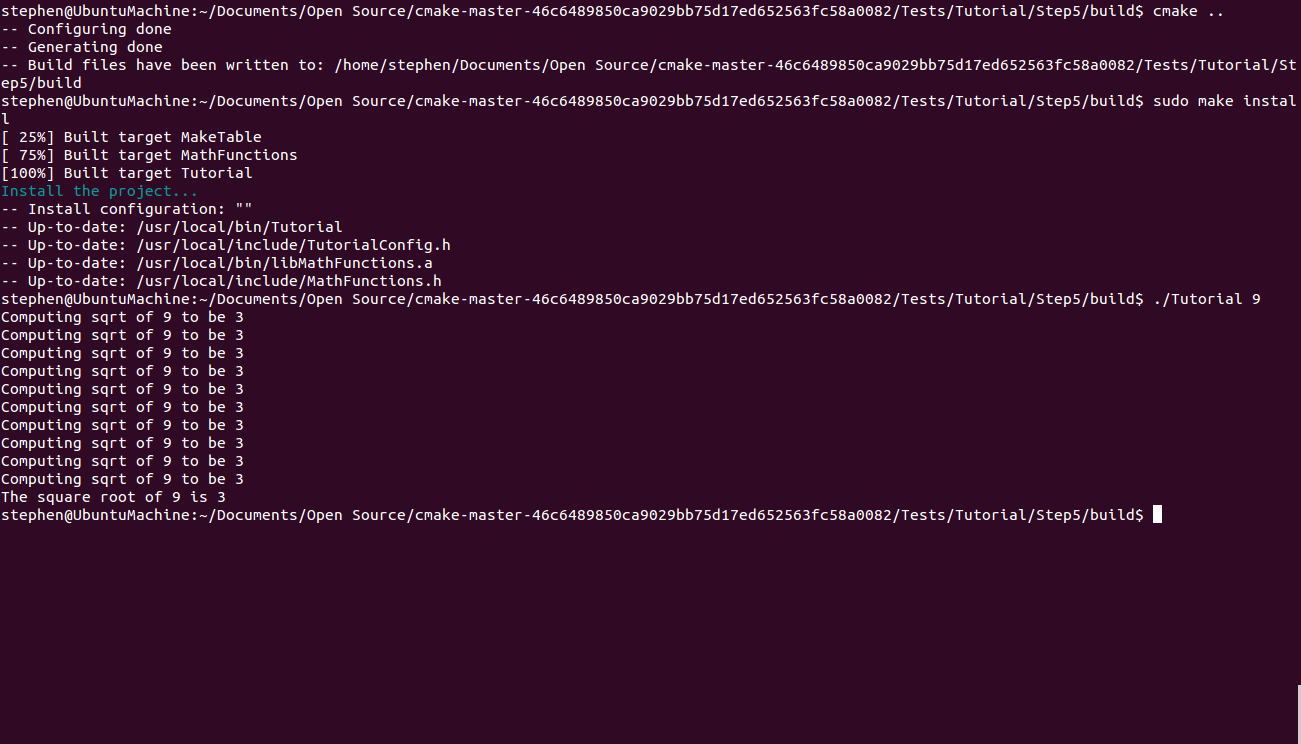 stephen@UbuntuMachine:~/Documents/Open Source/cmake-master-46c6489850ca9029bb75d17ed652563fc58a0082/Tests/Tutorial/Step5/build$ cmake ..
-- Configuring done
-- Generating done
-- Build files have been written to: /home/stephen/Documents/Open Source/cmake-master-46c6489850ca9029bb75d17ed652563fc58a0082/Tests/Tutorial/St
ep5/build
stephen@UbuntuMachine:~/Documents/Open Source/cmake-master-46c6489850ca9029bb75d17ed652563fc58a0082/Tests/Tutorial/Step5/build$ sudo make instal
l
[ 25%] Built target MakeTable
[ 75%] Built target MathFunctions
[100%] Built target Tutorial
Install the project...
-- Install configuration: ""
-- Up-to-date: /usr/local/bin/Tutorial
-- Up-to-date: /usr/local/include/TutorialConfig.h
-- Up-to-date: /usr/local/bin/libMathFunctions.a
-- Up-to-date: /usr/local/include/MathFunctions.h
stephen@UbuntuMachine:~/Documents/Open Source/cmake-master-46c6489850ca9029bb75d17ed652563fc58a0082/Tests/Tutorial/Step5/build$ ./Tutorial 9
Computing sqrt of 9 to be 3
Computing sqrt of 9 to be 3
Computing sqrt of 9 to be 3
Computing sqrt of 9 to be 3
Computing sqrt of 9 to be 3
Computing sqrt of 9 to be 3
Computing sqrt of 9 to be 3
Computing sqrt of 9 to be 3
Computing sqrt of 9 to be 3
Computing sqrt of 9 to be 3
The square root of 9 is 3
stephen@UbuntuMachine:~/Documents/Open Source/cmake-master-46c6489850ca9029bb75d17ed652563fc58a0082/Tests/Tutorial/Step5/build$